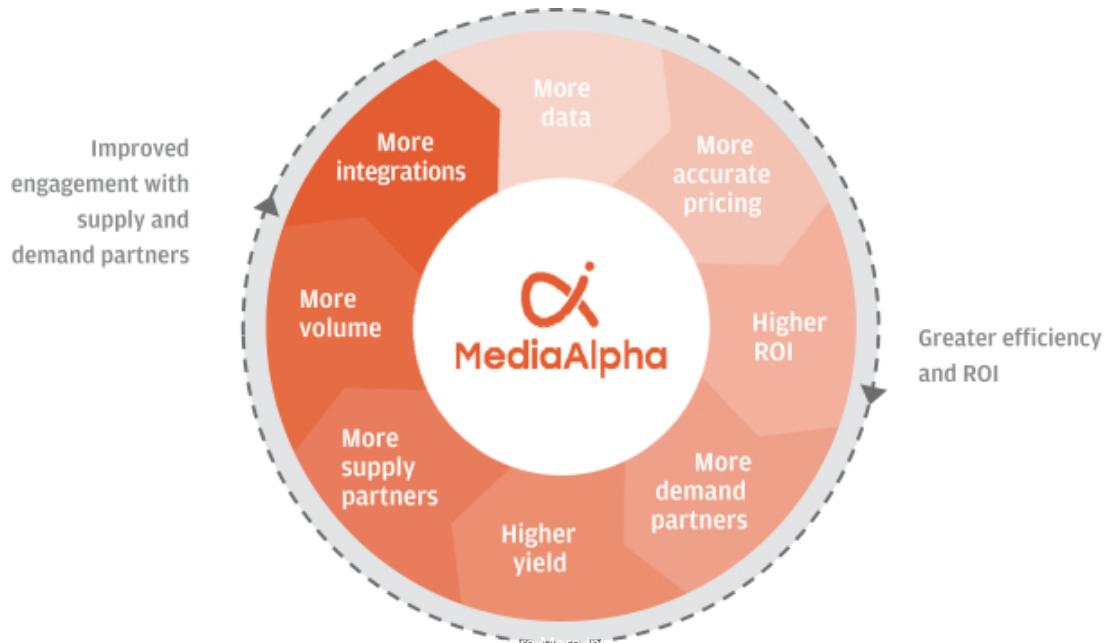 More
data
More
accurate
pricing
Higher
ROI
More
demand
partners
Higher
yield
More
supply
partners
More
volume
More
integrations
MediaAlpha
Improved
engagement with
supply and
demand partners
Greater efficiency
and ROI